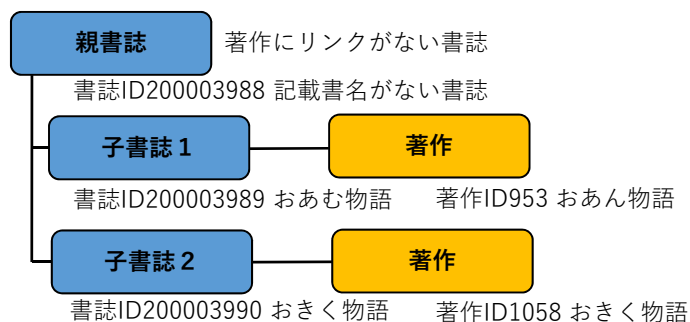 親書誌 著作にリンクがない書誌
書誌ID200003988 記載書名がない書誌
子書誌1 著作
書誌ID200003989 おあむ物語 著作ID953 おあん物語
子書誌2 著作
書誌ID200003990 おきく物語 著作ID1058 おきく物語